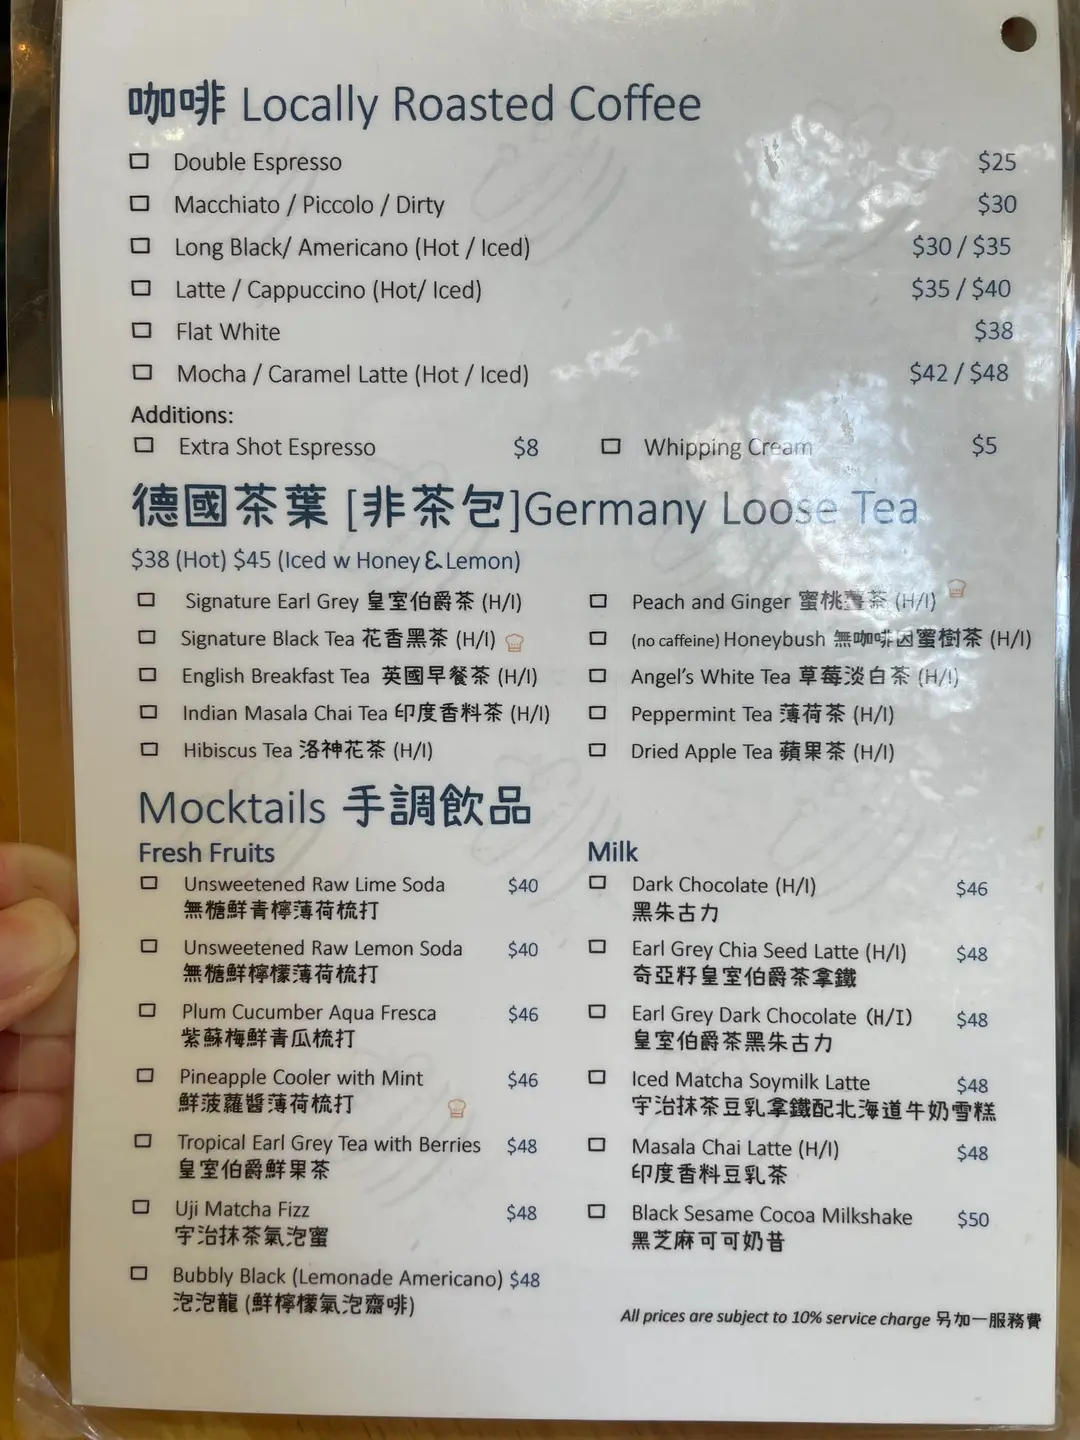 咖啡 Locally Roasted Coffee
Double Espresso $25
Macchiato / Piccolo / Dirty $30
Long Black/ Americano (Hot / Iced) $30 / $35
Latte / Cappuccino (Hot/ Iced) $35 / $40
Flat White $38
Mocha / Caramel Latte (Hot / Iced) $42 / $48
Additions:
Extra Shot Espresso $8 Whipping Cream $5
德國茶葉 [非茶包]Germany Loose Tea
$38 (Hot) $45 (Iced w Honey & Lemon)
Signature Earl Grey 皇室伯爵茶 (H/I)
Signature Black Tea 花香黑茶 (H/I)
English Breakfast Tea 英國早餐茶 (H/I)
Indian Masala Chai Tea 印度香料茶 (H/I)
Hibiscus Tea 洛神花茶 (H/I)
Peach and Ginger 蜜桃薑茶 (H/I)
(no caffeine) Honeybush 無咖啡因蜜樹茶 (H/I)
Angel's White Tea 草莓淡白茶 (H/I)
Peppermint Tea 薄荷茶 (H/I)
Dried Apple Tea 蘋果茶 (H/I)
Mocktails 手調飲品
Fresh Fruits
Unsweetened Raw Lime Soda $40
無糖鮮青檸薄荷梳打
Unsweetened Raw Lemon Soda $40
無糖鮮檸檬薄荷梳打
Plum Cucumber Aqua Fresca $46
紫蘇梅鮮青瓜梳打
Pineapple Cooler with Mint $46
鮮菠蘿醬薄荷梳打
Tropical Earl Grey Tea with Berries $48
皇室伯爵鮮果茶
Uji Matcha Fizz $48
宇治抹茶氣泡蜜
Bubbly Black (Lemonade Americano) $48
泡泡龍 (鮮檸檬氣泡齋啡)
Milk
Dark Chocolate (H/I) $46
黑朱古力
Earl Grey Chia Seed Latte (H/I) $48
奇亞籽皇室伯爵茶拿鐵
Earl Grey Dark Chocolate (H/I) $48
皇室伯爵茶黑朱古力
Iced Matcha Soymilk Latte $48
宇治抹茶豆乳拿鐵配北海道牛奶雪糕
Masala Chai Latte (H/I) $48
印度香料豆乳茶
Black Sesame Cocoa Milkshake $50
黑芝麻可可奶昔
All prices are subject to 10% service charge 另加一服務費